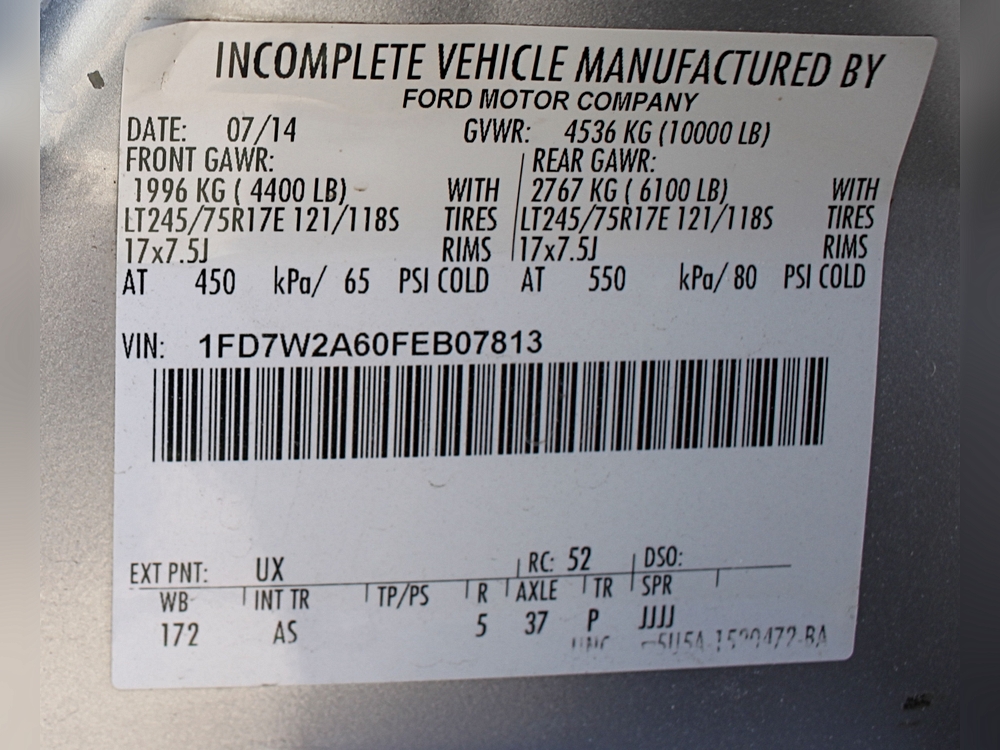 INCOMPLETE VEHICLE MANUFACTURED BY
FORD MOTOR COMPANY
DATE: 07/14 GVWR: 4536 KG (10000 LB)
FRONT GAWR: REAR GAWR:
1996 KG ( 4400 LB) WITH 2767 KG ( 6100 LB) WITH
LT245/75R17E 121/118S TIRES LT245/75R17E 121/118S TIRES
17x7.5J RIMS 17x7.5J RIMS
AT 450 kPa/ 65 PSI COLD AT 550 kPa/ 80 PSI COLD
VIN: 1FD7W2A60FEB07813
EXT PNT: UX RC: 52 DSO:
WB INT TR TP/PS R AXLE TR SPR
172 AS 5 37 P JJJJ